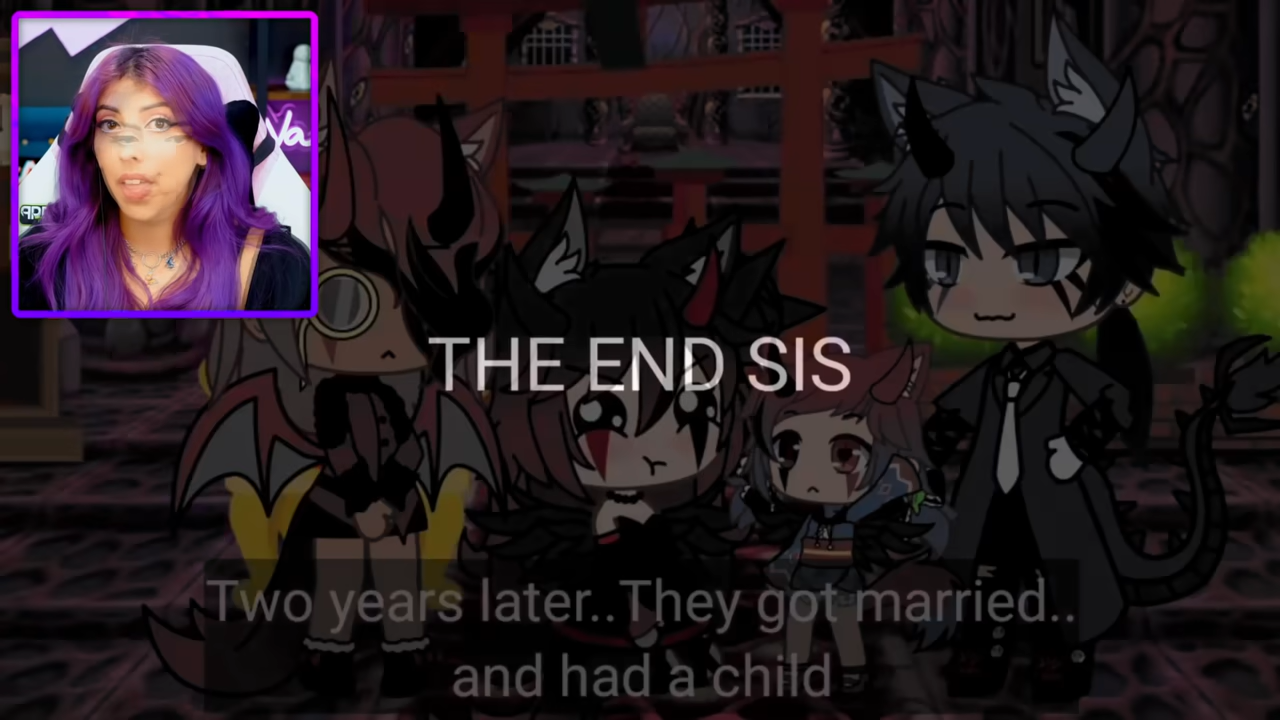 THE END SIS
Two years later..They got married..
and had a child